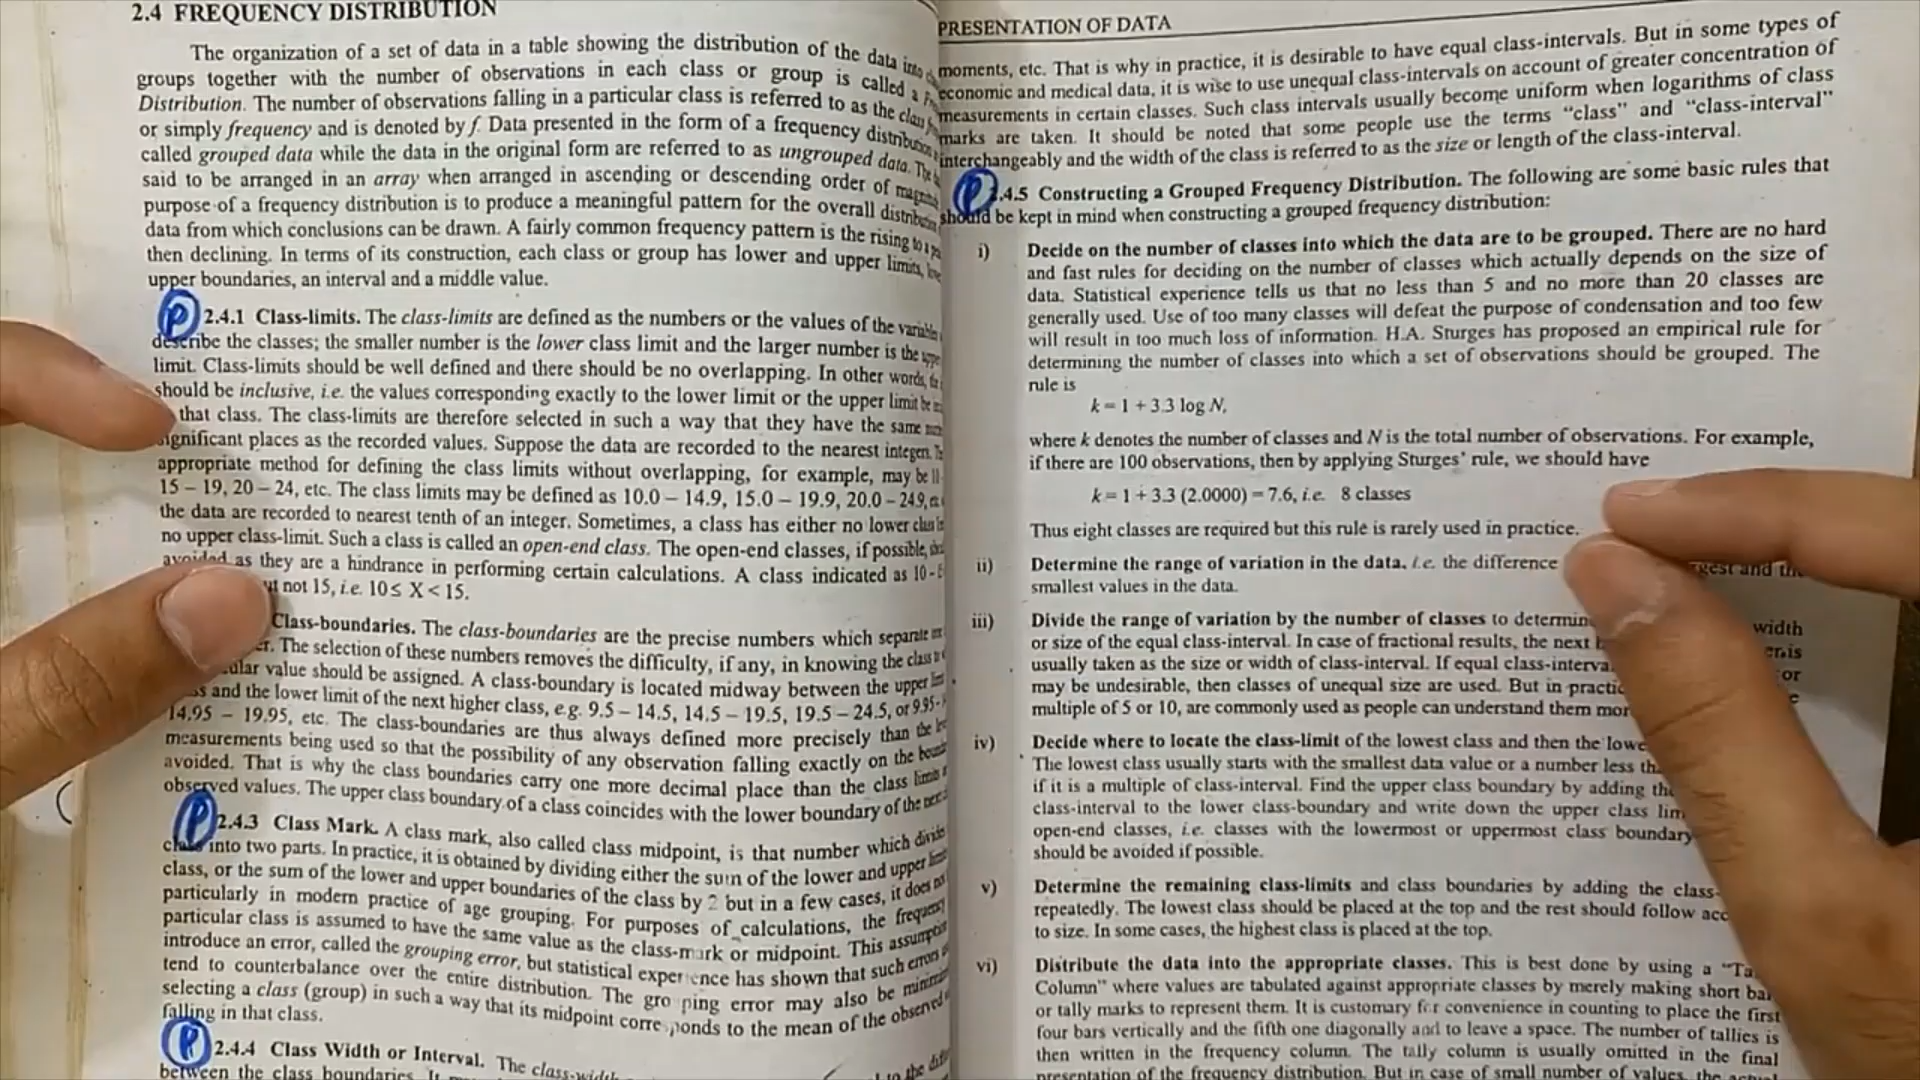 2.4 FREQUENCY DISTRIBUTION
The organization of a set of data in a table showing the distribution of the data into
groups together with the number of observations in each class or group is called a
Distribution. The number of observations falling in a particular class is referred to as the class
or simply frequency and is denoted by f. Data presented in the form of a frequency distribution
called grouped data while the data in the original form are referred to as ungrouped data. The
said to be arranged in an array when arranged in ascending or descending order of magnitude
purpose of a frequency distribution is to produce a meaningful pattern for the overall distribution
data from which conclusions can be drawn. A fairly common frequency pattern is the rising to a
then declining. In terms of its construction, each class or group has lower and upper limits,
upper boundaries, an interval and a middle value.
P 2.4.1 Class-limits. The class-limits are defined as the numbers or the values of the variables
describe the classes; the smaller number is the lower class limit and the larger number is the upper
limit. Class-limits should be well defined and there should be no overlapping. In other words,
should be inclusive, i.e. the values corresponding exactly to the lower limit or the upper limit be
that class. The class-limits are therefore selected in such a way that they have the same
significant places as the recorded values. Suppose the data are recorded to the nearest integen.
appropriate method for defining the class limits without overlapping, for example, may be
15 – 19, 20 – 24, etc. The class limits may be defined as 10.0 – 14.9, 15.0 – 19.9, 20.0 – 24.9,
the data are recorded to nearest tenth of an integer. Sometimes, a class has either no lower class
no upper class-limit. Such a class is called an open-end class. The open-end classes, if possible,
avoided as they are a hindrance in performing certain calculations. A class indicated as 10 –
not 15, i.e. 10≤ X < 15.
Class-boundaries. The class-boundaries are the precise numbers which separate
The selection of these numbers removes the difficulty, if any, in knowing the class
value should be assigned. A class-boundary is located midway between the upper
and the lower limit of the next higher class, e.g. 9.5 – 14.5, 14.5 – 19.5, 19.5 – 24.5, or 9.95 -
14.95 – 19.95, etc. The class-boundaries are thus always defined more precisely than the
measurements being used so that the possibility of any observation falling exactly on the
avoided. That is why the class boundaries carry one more decimal place than the class limits
observed values. The upper class boundary of a class coincides with the lower boundary of the next
P 2.4.3 Class Mark. A class mark, also called class midpoint, is that number which divides
class into two parts. In practice, it is obtained by dividing either the sum of the lower and upper
class, or the sum of the lower and upper boundaries of the class by 2 but in a few cases, it does not
particularly in modern practice of age grouping. For purposes of calculations, the frequency
particular class is assumed to have the same value as the class-mark or midpoint. This assumption
introduce an error, called the grouping error, but statistical experience has shown that such errors
tend to counterbalance over the entire distribution. The grouping error may also be
selecting a class (group) in such a way that its midpoint corresponds to the mean of the observed
falling in that class.
P 2.4.4 Class Width or Interval. The class-width
between the class boundaries. It
PRESENTATION OF DATA
moments, etc. That is why in practice, it is desirable to have equal class-intervals. But in some types of
economic and medical data, it is wise to use unequal class-intervals on account of greater concentration of
measurements in certain classes. Such class intervals usually become uniform when logarithms of class
marks are taken. It should be noted that some people use the terms “class” and “class-interval”
interchangeably and the width of the class is referred to as the size or length of the class-interval.
P .4.5 Constructing a Grouped Frequency Distribution. The following are some basic rules that
should be kept in mind when constructing a grouped frequency distribution:
i) Decide on the number of classes into which the data are to be grouped. There are no hard
and fast rules for deciding on the number of classes which actually depends on the size of
data. Statistical experience tells us that no less than 5 and no more than 20 classes are
generally used. Use of too many classes will defeat the purpose of condensation and too few
will result in too much loss of information. H.A. Sturges has proposed an empirical rule for
determining the number of classes into which a set of observations should be grouped. The
rule is
k = 1 + 3.3 log N,
where k denotes the number of classes and N is the total number of observations. For example,
if there are 100 observations, then by applying Sturges’ rule, we should have
k = 1 + 3.3 (2.0000) = 7.6, i.e. 8 classes
Thus eight classes are required but this rule is rarely used in practice.
ii) Determine the range of variation in the data, i.e. the difference and the
smallest values in the data.
iii) Divide the range of variation by the number of classes to determine width
or size of the equal class-interval. In case of fractional results, the next is
usually taken as the size or width of class-interval. If equal class-interval or
may be undesirable, then classes of unequal size are used. But in practice
multiple of 5 or 10, are commonly used as people can understand them more
iv) Decide where to locate the class-limit of the lowest class and then the lower
The lowest class usually starts with the smallest data value or a number less than
if it is a multiple of class-interval. Find the upper class boundary by adding the
class-interval to the lower class-boundary and write down the upper class limit
open-end classes, i.e. classes with the lowermost or uppermost class boundary
should be avoided if possible.
v) Determine the remaining class-limits and class boundaries by adding the class-
repeatedly. The lowest class should be placed at the top and the rest should follow
to size. In some cases, the highest class is placed at the top.
vi) Distribute the data into the appropriate classes. This is best done by using a
Column” where values are tabulated against appropriate classes by merely making short bars
or tally marks to represent them. It is customary for convenience in counting to place the first
four bars vertically and the fifth one diagonally and to leave a space. The number of tallies is
then written in the frequency column. The tally column is usually omitted in the final
presentation of the frequency distribution. But in case of small number of values, the actual